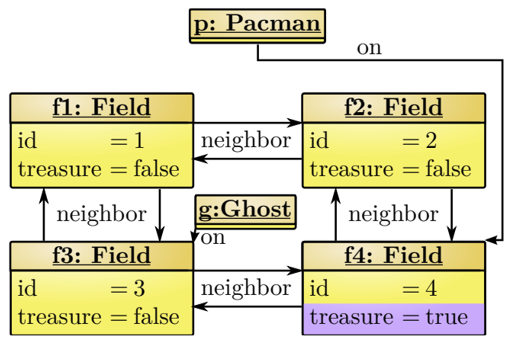 p: Pacman
on
f1: Field
id = 1
treasure = false
neighbor
f2: Field
id = 2
treasure = false
neighbor
g:Ghost
on
neighbor
f3: Field
id = 3
treasure = false
neighbor
f4: Field
id = 4
treasure = true